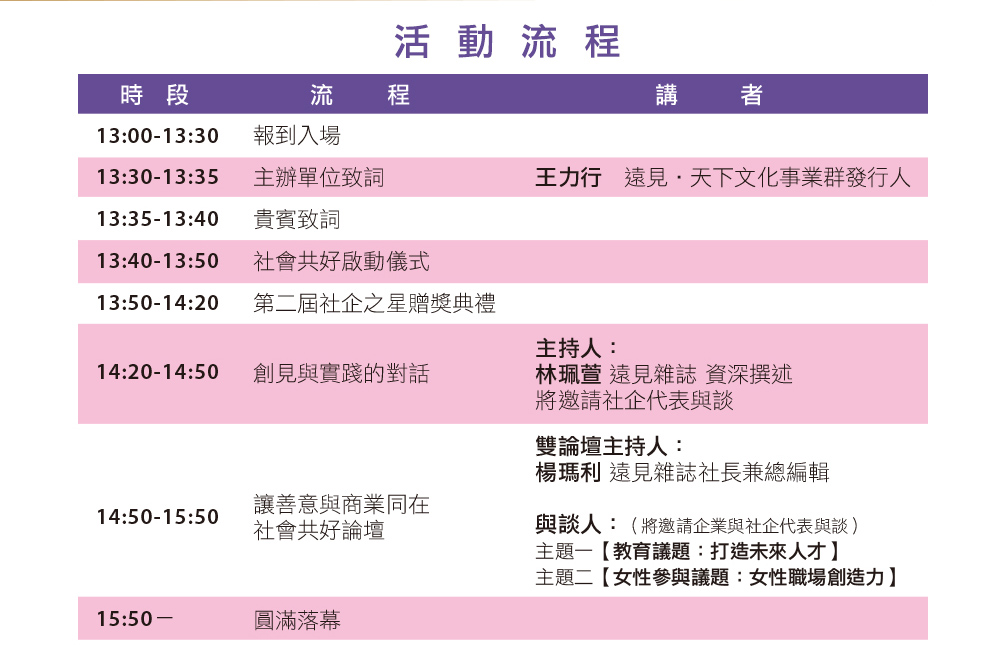 活動流程
時段 流程 講者
13:00-13:30 報到入場
13:30-13:35 主辦單位致詞 王力行 遠見・天下文化事業群發行人
13:35-13:40 貴賓致詞
13:40-13:50 社會共好啟動儀式
13:50-14:20 第二屆社企之星贈獎典禮
14:20-14:50 創見與實踐的對話 主持人：
林珮萱 遠見雜誌 資深撰述
將邀請社企代表與談
14:50-15:50 讓善意與商業同在
社會共好論壇
雙論壇主持人：
楊瑪利 遠見雜誌社長兼總編輯
與談人：（將邀請企業與社企代表與談）
主題一【教育議題：打造未來人才】
主題二【女性參與議題：女性職場創造力】
15:50－ 圓滿落幕